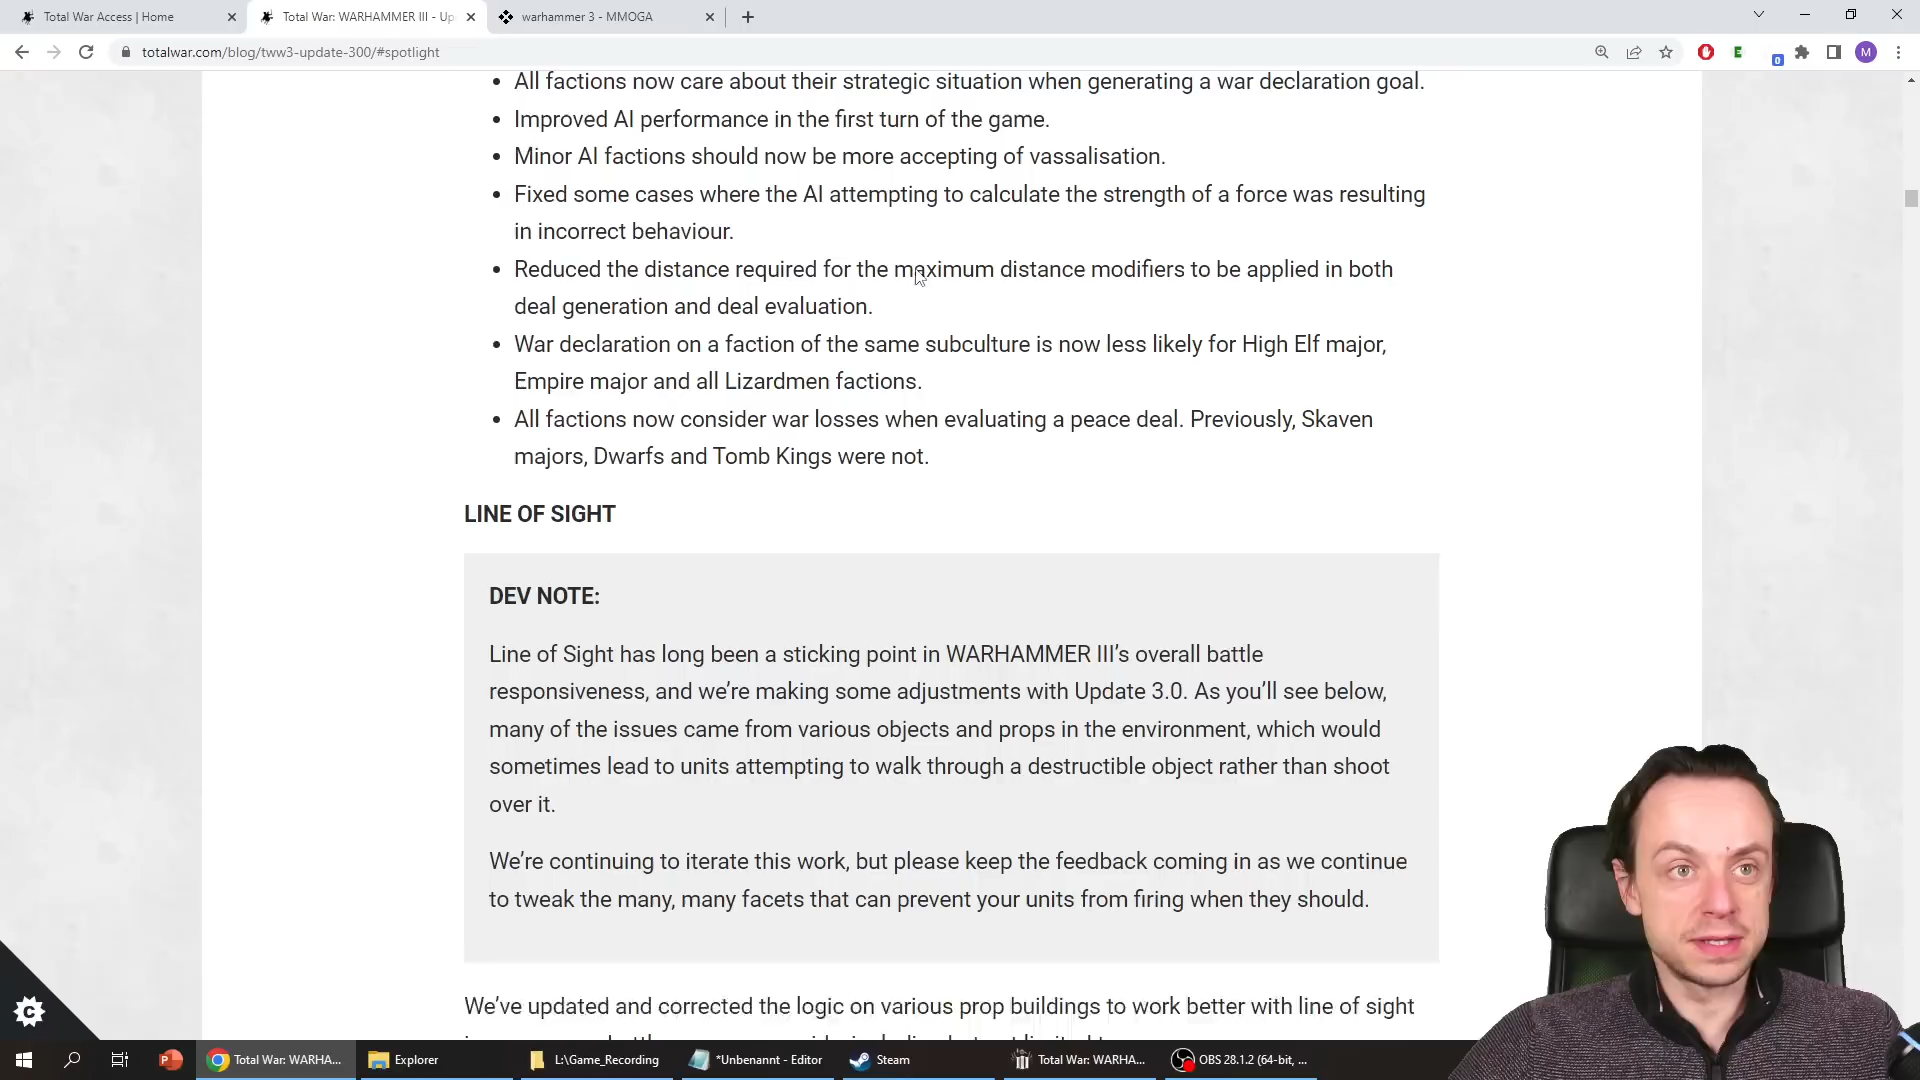 Total War Access | Home
Total War: WARHAMMER III - Up
warhammer 3 - MMOGA
totalwar.com/blog/tww3-update-300/#spotlight
M
0
• All factions now care about their strategic situation when generating a war declaration goal.
• Improved AI performance in the first turn of the game.
• Minor AI factions should now be more accepting of vassalisation.
• Fixed some cases where the AI attempting to calculate the strength of a force was resulting
in incorrect behaviour.
• Reduced the distance required for the maximum distance modifiers to be applied in both
deal generation and deal evaluation.
• War declaration on a faction of the same subculture is now less likely for High Elf major,
Empire major and all Lizardmen factions.
• All factions now consider war losses when evaluating a peace deal. Previously, Skaven
majors, Dwarfs and Tomb Kings were not.
LINE OF SIGHT
DEV NOTE:
Line of Sight has long been a sticking point in WARHAMMER III’s overall battle
responsiveness, and we’re making some adjustments with Update 3.0. As you’ll see below,
many of the issues came from various objects and props in the environment, which would
sometimes lead to units attempting to walk through a destructible object rather than shoot
over it.
We’re continuing to iterate this work, but please keep the feedback coming in as we continue
to tweak the many, many facets that can prevent your units from firing when they should.
We’ve updated and corrected the logic on various prop buildings to work better with line of sight
Total War: WARHA...
Explorer
L:\Game_Recording
*Unbenannt - Editor
Steam
Total War: WARHA...
OBS 28.1.2 (64-bit, ...